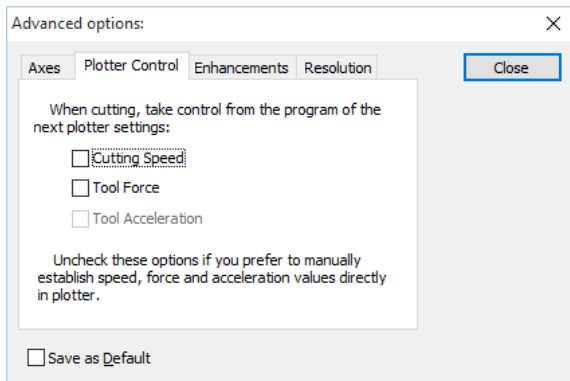 Advanced options:
Axes Plotter Control Enhancements Resolution Close
When cutting, take control from the program of the
next plotter settings:
Cutting Speed
Tool Force
Tool Acceleration
Uncheck these options if you prefer to manually
establish speed, force and acceleration values directly
in plotter.
Save as Default